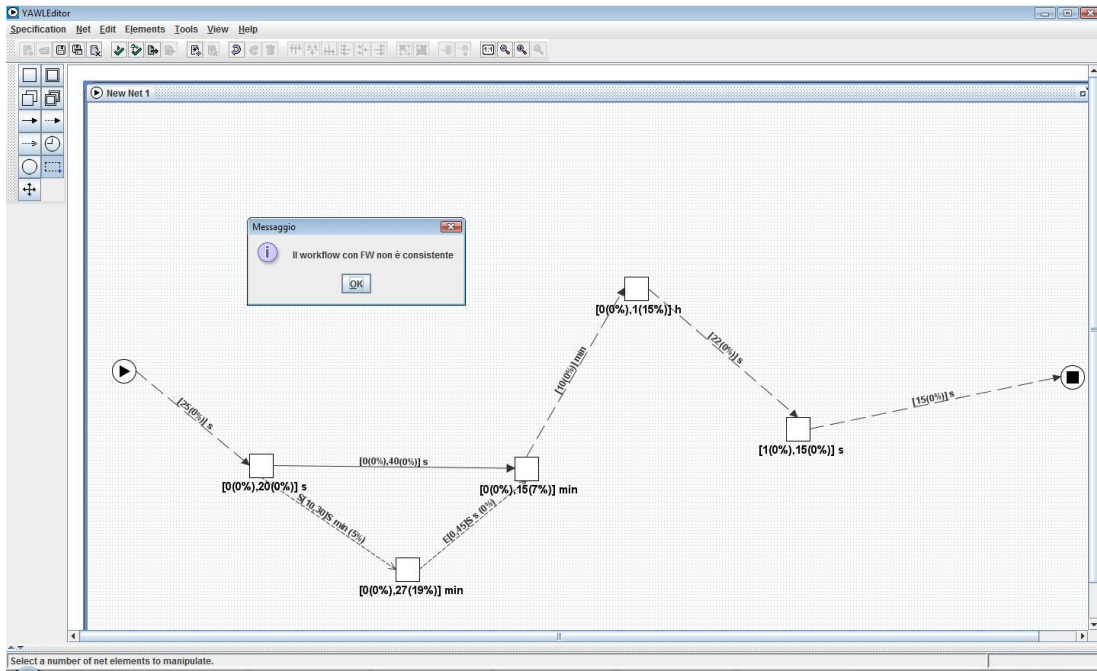 YAWLEditor
Specification Net Edit Elements Tools View Help
1:1
New Net 1
Messaggio
Il workflow con FW non è consistente
OK
[0(0%),1(15%)] h
[10(0%)] min
[22(0%)] s
[25(0%)] s
[15(0%)] s
[1(0%),15(0%)] s
[0(0%),40(0%)] s
[0(0%),20(0%)] s
[0(0%),15(7%)] min
S[10,30]S min (5%)
E[0,45]S s (0%)
[0(0%),27(19%)] min
Select a number of net elements to manipulate.